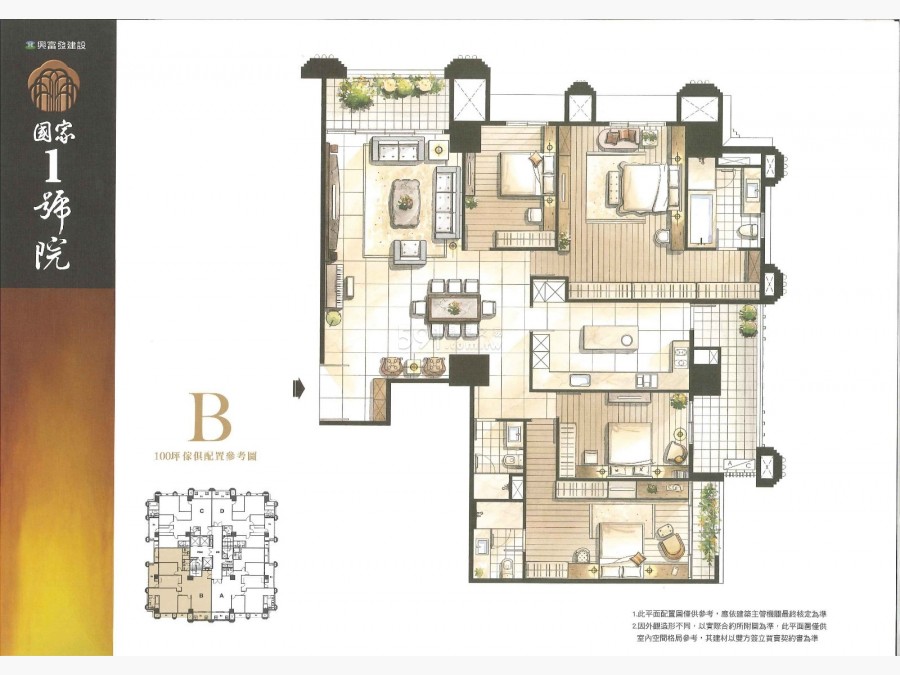 興富發建設
國家
1
號
院
B
100坪傢俱配置參考圖
C D
B A
591
.com.tw
A C
1.此平面配置圖僅供參考，應依建築主管機關最終核定為準
2.因外觀造形不同，以實際合約所附圖為準，此平面圖僅供
室內空間格局參考，其建材以雙方簽立買賣契約書為準